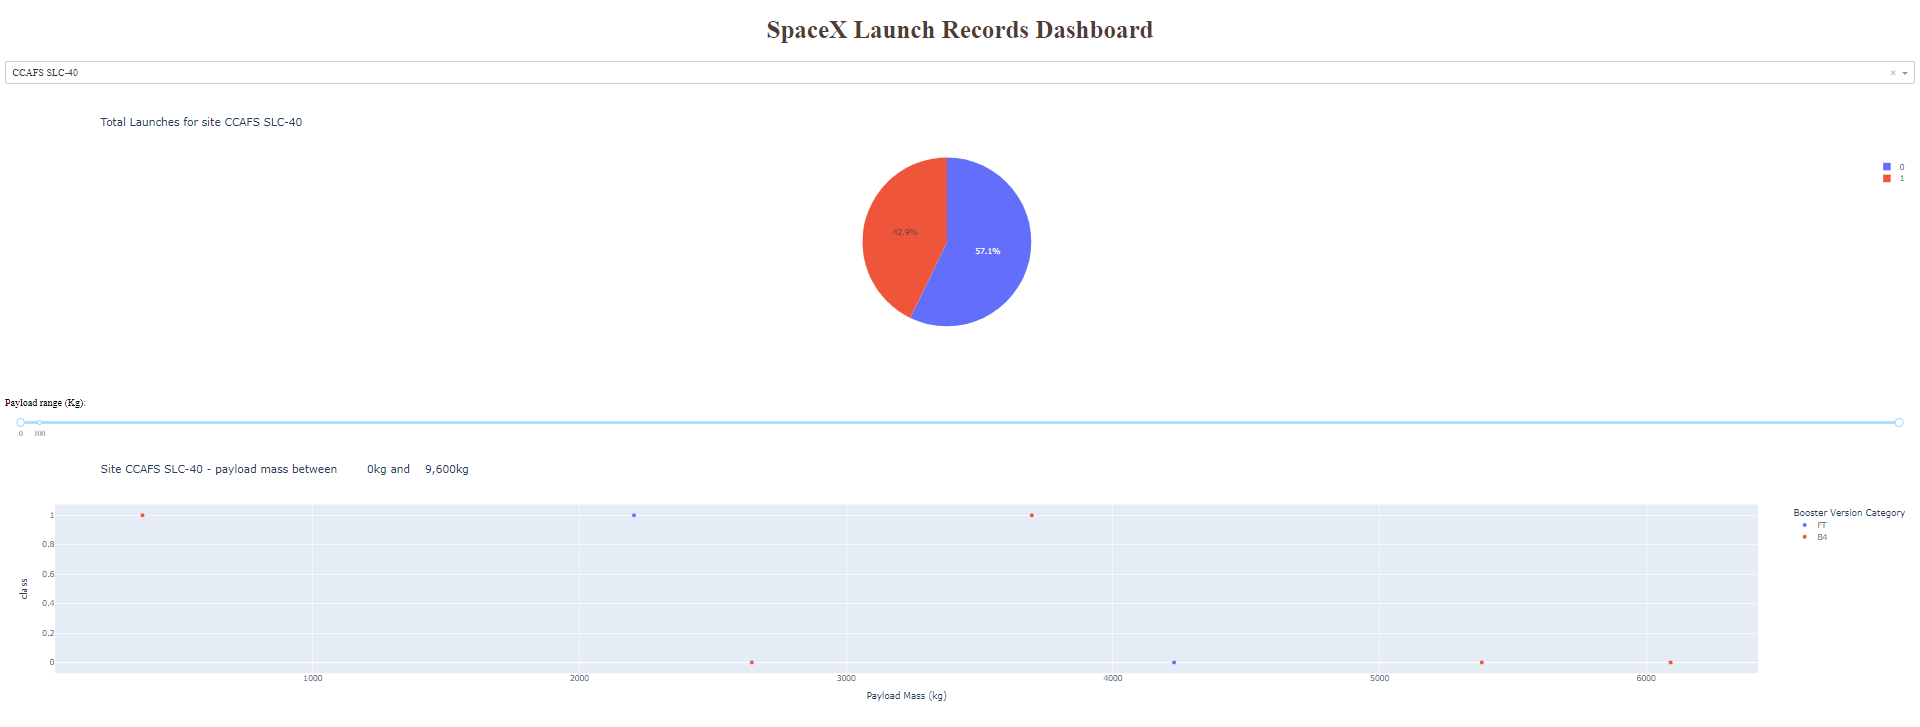 SpaceX Launch Records Dashboard
CCAFS SLC-40
Total Launches for site CCAFS SLC-40
0
1
42.9%
57.1%
Payload range (Kg):
0 100
Site CCAFS SLC-40 - payload mass between 0kg and 9,600kg
Booster Version Category
FT
B4
class
1
0.8
0.6
0.4
0.2
0
1000 2000 3000 4000 5000 6000
Payload Mass (kg)